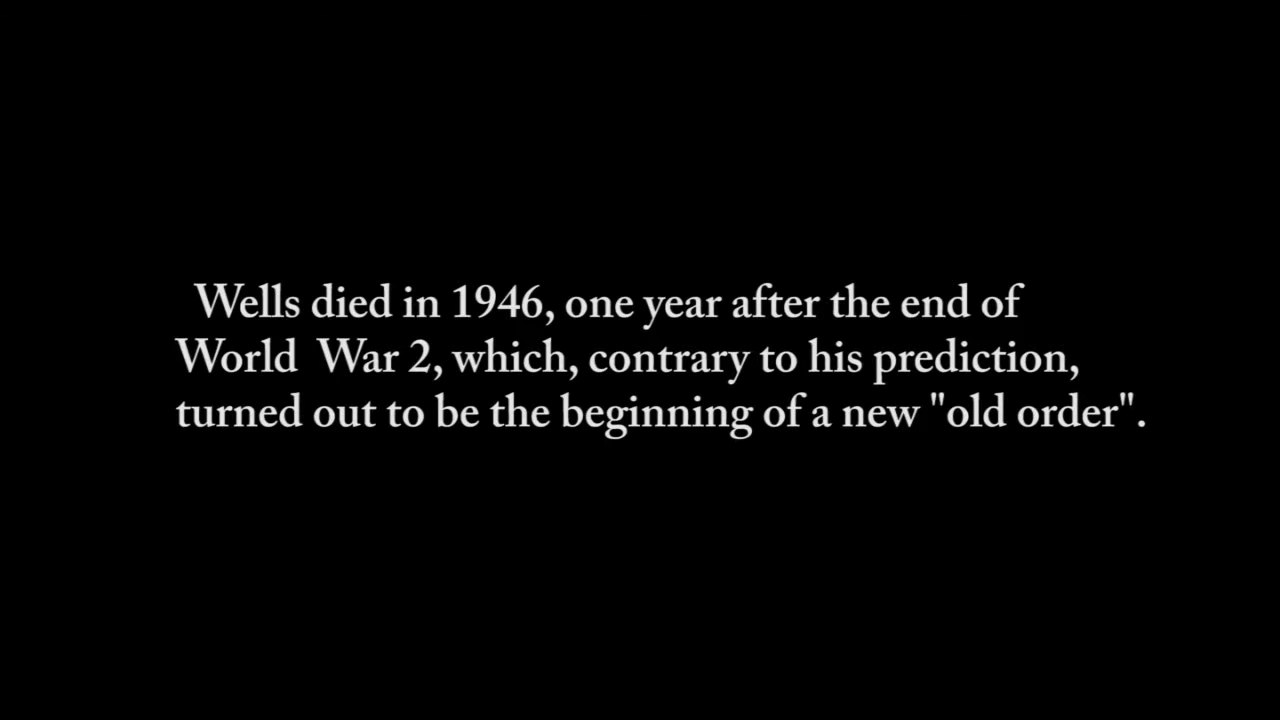 Wells died in 1946, one year after the end of
World  War 2, which, contrary to his prediction,
turned out to be the beginning of a new "old order".